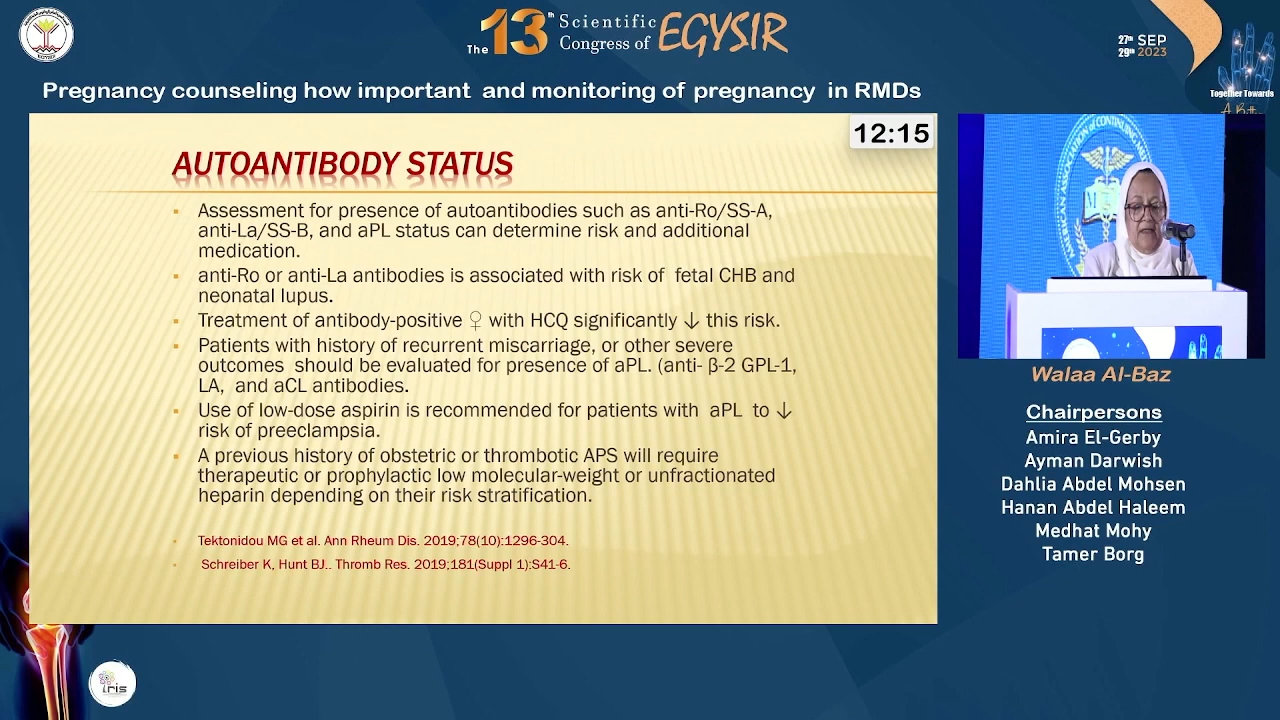 The 13th Scientific Congress of EGYSIR
27th SEP
29th 2023
Together Towards
Pregnancy counseling how important and monitoring of pregnancy in RMDs
12:15
AUTOANTIBODY STATUS
▪ Assessment for presence of autoantibodies such as anti-Ro/SS-A,
anti-La/SS-B, and aPL status can determine risk and additional
medication.
▪ anti-Ro or anti-La antibodies is associated with risk of fetal CHB and
neonatal lupus.
▪ Treatment of antibody-positive ♀ with HCQ significantly ↓ this risk.
▪ Patients with history of recurrent miscarriage, or other severe
outcomes should be evaluated for presence of aPL. (anti- β-2 GPL-1,
LA, and aCL antibodies.
▪ Use of low-dose aspirin is recommended for patients with aPL to ↓
risk of preeclampsia.
▪ A previous history of obstetric or thrombotic APS will require
therapeutic or prophylactic low molecular-weight or unfractionated
heparin depending on their risk stratification.
▪ Tektonidou MG et al. Ann Rheum Dis. 2019;78(10):1296-304.
▪ Schreiber K, Hunt BJ.. Thromb Res. 2019;181(Suppl 1):S41-6.
Walaa Al-Baz
Chairpersons
Amira El-Gerby
Ayman Darwish
Dahlia Abdel Mohsen
Hanan Abdel Haleem
Medhat Mohy
Tamer Borg
iris